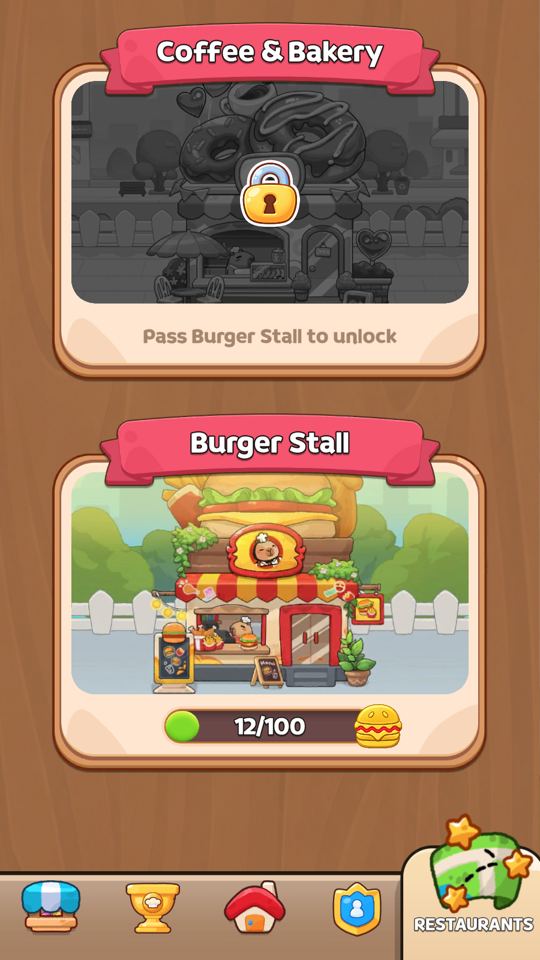 Coffee & Bakery
Pass Burger Stall to unlock
Burger Stall
12/100
RESTAURANTS